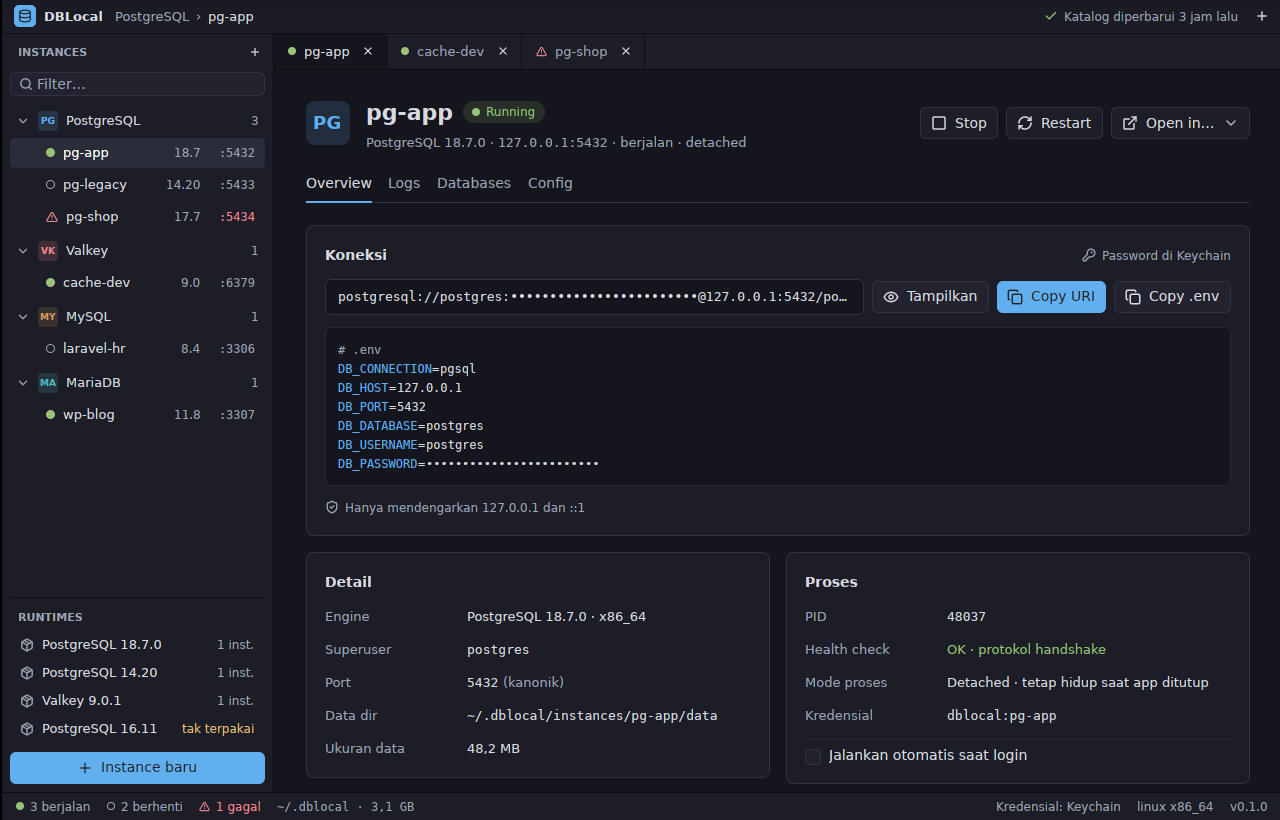 DBLocal PostgreSQL › pg-app
Katalog diperbarui 3 jam lalu
INSTANCES
Filter…
PG PostgreSQL 3
pg-app 18.7 :5432
pg-legacy 14.20 :5433
pg-shop 17.7 :5434
VK Valkey 1
cache-dev 9.0 :6379
MY MySQL 1
laravel-hr 8.4 :3306
MA MariaDB 1
wp-blog 11.8 :3307
RUNTIMES
PostgreSQL 18.7.0 1 inst.
PostgreSQL 14.20 1 inst.
Valkey 9.0.1 1 inst.
PostgreSQL 16.11 tak terpakai
Instance baru
pg-app cache-dev pg-shop
PG
pg-app Running
PostgreSQL 18.7.0 · 127.0.0.1:5432 · berjalan · detached
Stop Restart Open in…
Overview Logs Databases Config
Koneksi
Password di Keychain
postgresql://postgres:••••••••••••••••••••••••@127.0.0.1:5432/po…
Tampilkan Copy URI Copy .env
# .env
DB_CONNECTION=pgsql
DB_HOST=127.0.0.1
DB_PORT=5432
DB_DATABASE=postgres
DB_USERNAME=postgres
DB_PASSWORD=••••••••••••••••••••••••
Hanya mendengarkan 127.0.0.1 dan ::1
Detail
Engine PostgreSQL 18.7.0 · x86_64
Superuser postgres
Port 5432 (kanonik)
Data dir ~/.dblocal/instances/pg-app/data
Ukuran data 48,2 MB
Proses
PID 48037
Health check OK · protokol handshake
Mode proses Detached · tetap hidup saat app ditutup
Kredensial dblocal:pg-app
Jalankan otomatis saat login
3 berjalan 2 berhenti 1 gagal ~/.dblocal · 3,1 GB
Kredensial: Keychain linux x86_64 v0.1.0